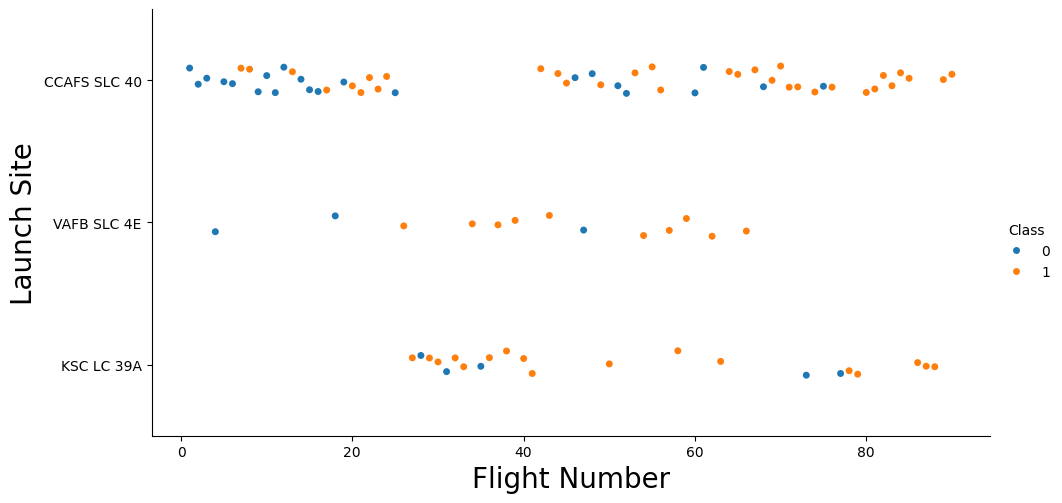 Launch Site
CCAFS SLC 40
VAFB SLC 4E
KSC LC 39A
0 20 40 60 80
Flight Number
Class
0
1